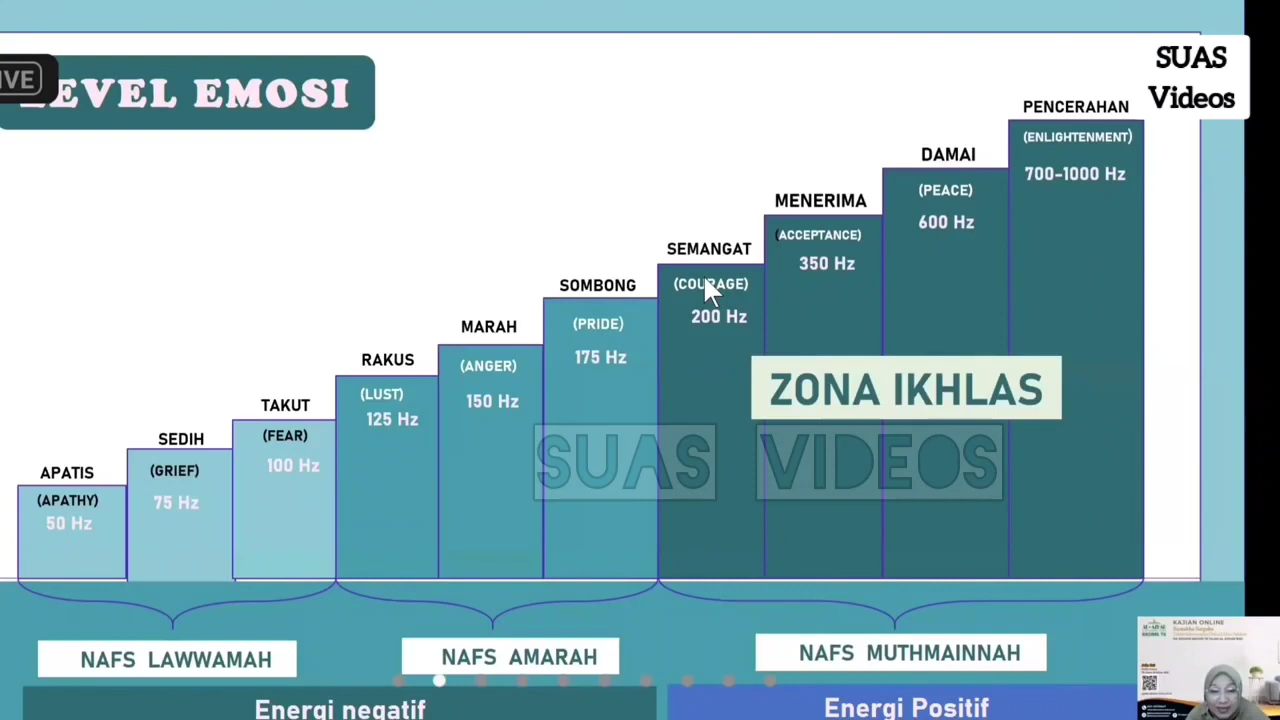 IVE
LEVEL EMOSI
SUAS
Videos
PENCERAHAN
(ENLIGHTENMENT)
700-1000 Hz
DAMAI
(PEACE)
600 Hz
MENERIMA
(ACCEPTANCE)
350 Hz
SEMANGAT
(COURAGE)
200 Hz
SOMBONG
(PRIDE)
175 Hz
MARAH
(ANGER)
150 Hz
RAKUS
(LUST)
125 Hz
TAKUT
(FEAR)
100 Hz
SEDIH
(GRIEF)
75 Hz
APATIS
(APATHY)
50 Hz
ZONA IKHLAS
SUAS VIDEOS
NAFS LAWWAMAH
NAFS AMARAH
NAFS MUTHMAINNAH
Energi negatif
Energi Positif
KAJIAN ONLINE